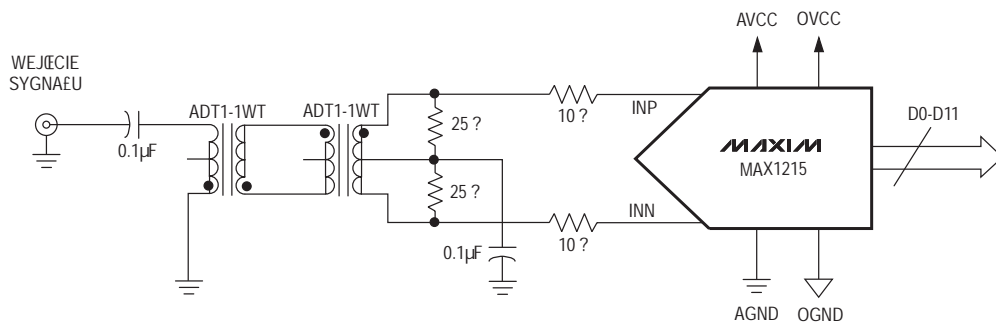 AVCC
OVCC
WEJŒCIE
SYGNA£U
ADT1-1WT
ADT1-1WT
0.1µF
25 ?
25 ?
0.1µF
10 ?
10 ?
INP
INN
MAXIM
MAX1215
D0-D11
AGND
OGND